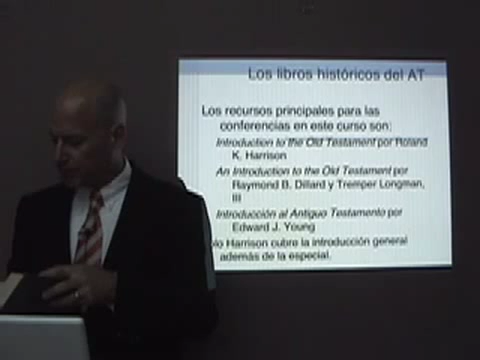 Los libros históricos del AT
Los recursos principales para las
conferencias en este curso son:
Introduction to the Old Testament por Roland
K. Harrison
An Introduction to the Old Testament por
Raymond B. Dillard y Tremper Longman,
III
Introducción al Antiguo Testamento por
Edward J. Young
Harrison cubre la introducción general
además de la especial.